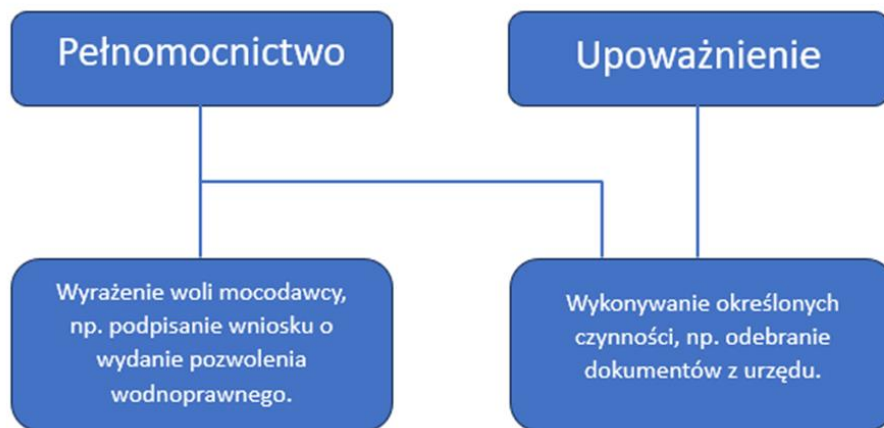 Pełnomocnictwo
Upoważnienie
Wyrażenie woli mocodawcy,
np. podpisanie wniosku o
wydanie pozwolenia
wodnoprawnego.
Wykonywanie określonych
czynności, np. odebranie
dokumentów z urzędu.